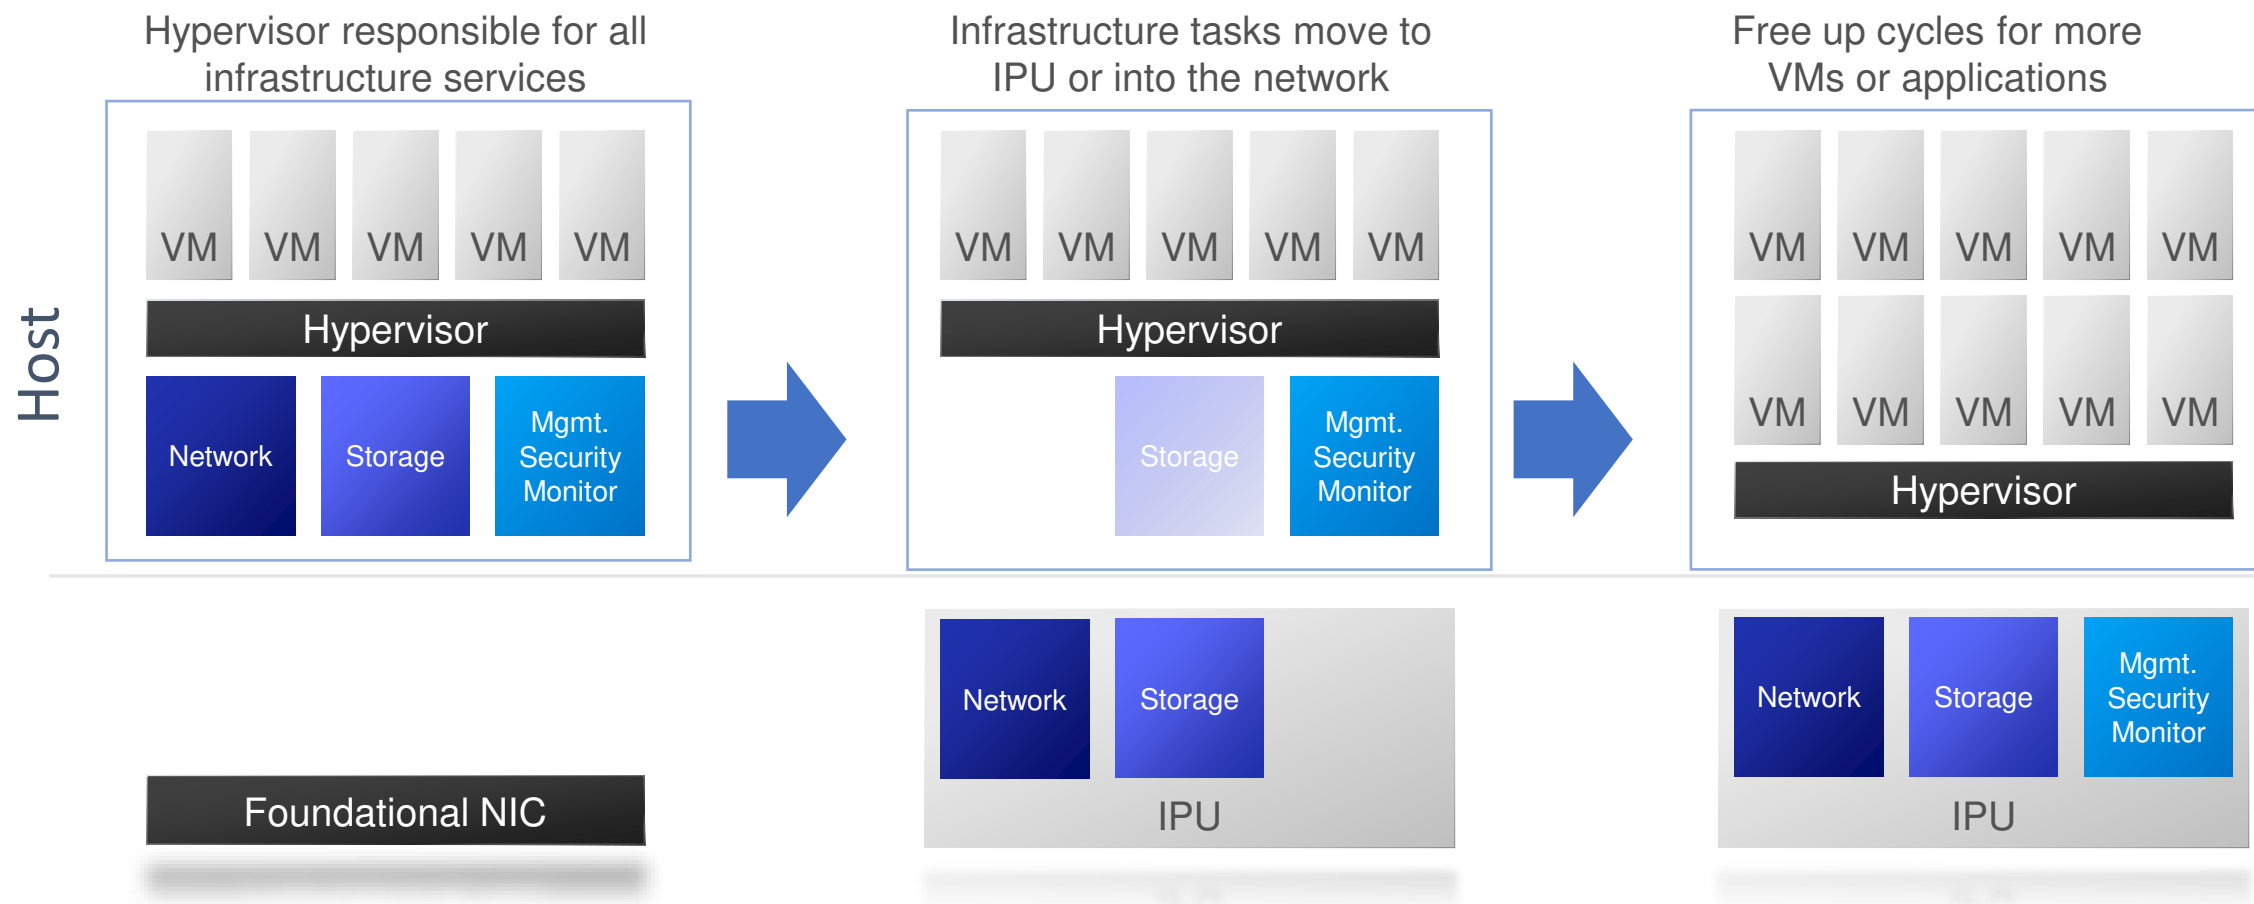 Hypervisor responsible for all
infrastructure services
Infrastructure tasks move to
IPU or into the network
Free up cycles for more
VMs or applications
Host
VM VM VM VM VM
Hypervisor
Network
Storage
Mgmt.
Security
Monitor
VM VM VM VM VM
Hypervisor
Storage
Mgmt.
Security
Monitor
VM VM VM VM VM
VM VM VM VM VM
Hypervisor
Foundational NIC
Network
Storage
IPU
Network
Storage
Mgmt.
Security
Monitor
IPU